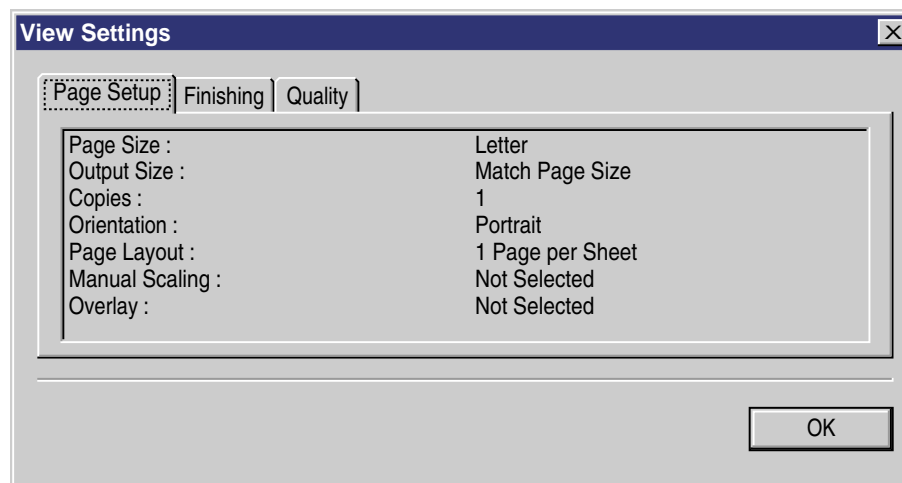 View Settings
Page Setup Finishing Quality
Page Size : Letter
Output Size : Match Page Size
Copies : 1
Orientation : Portrait
Page Layout : 1 Page per Sheet
Manual Scaling : Not Selected
Overlay : Not Selected
OK